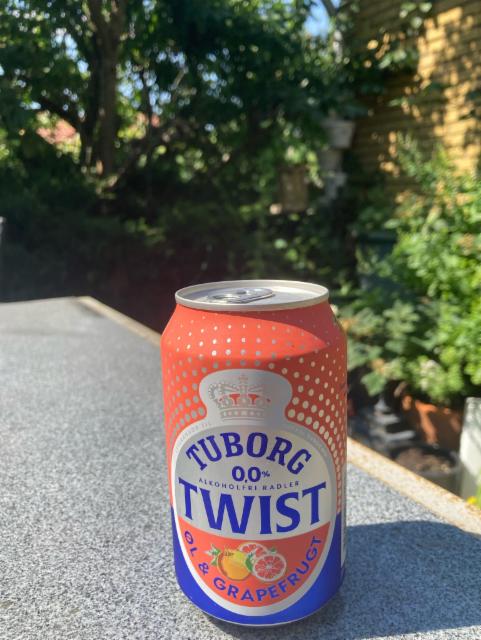 TUBORG
0,0%
ALKOHOLFRI RADLER
TWIST
ØL & GRAPEFRUGT